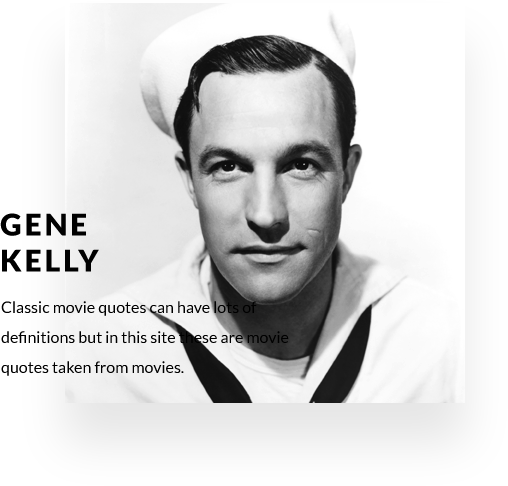 GENE
KELLY
Classic movie quotes can have lots of
definitions but in this site these are movie
quotes taken from movies.